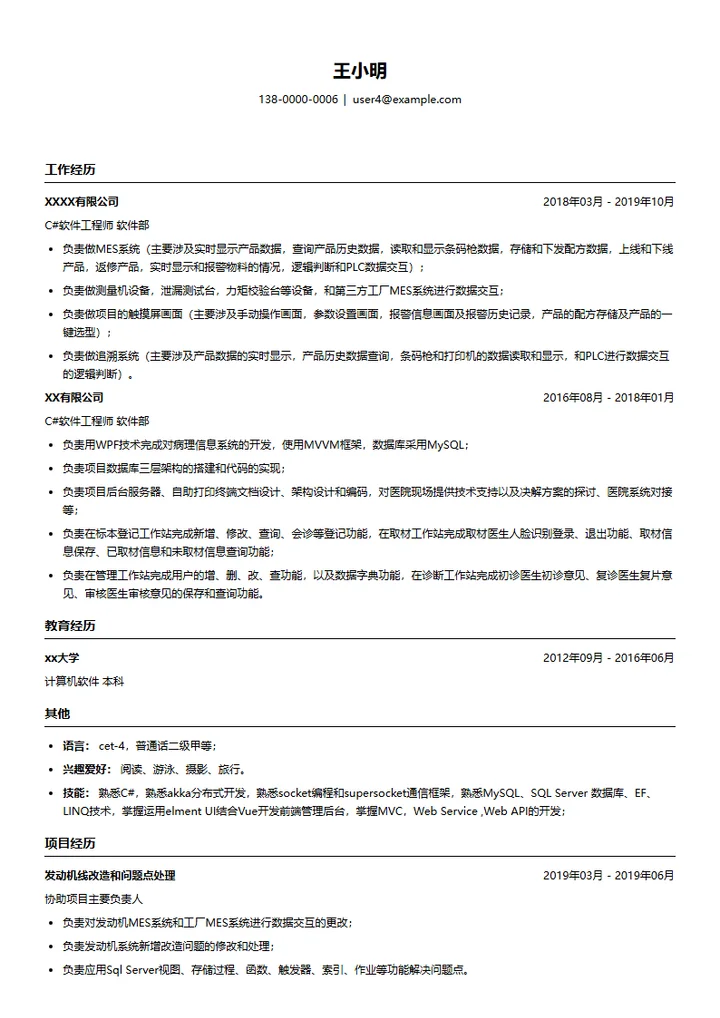 王小明
138-0000-0006 | user4@example.com
工作经历
XXXX有限公司 2018年03月 - 2019年10月
C#软件工程师 软件部
• 负责做MES系统（主要涉及实时显示产品数据，查询产品历史数据，读取和显示条码枪数据，存储和下发配方数据，上线和下线
产品，返修产品，实时显示和报警物料的情况，逻辑判断和PLC数据交互）;
• 负责做测量机设备，泄漏测试台，力矩校验台等设备，和第三方工厂MES系统进行数据交互;
• 负责做项目的触摸屏画面（主要涉及手动操作画面，参数设置画面，报警信息画面及报警历史记录，产品的配方存储及产品的一
键选型）;
• 负责做追溯系统（主要涉及产品数据的实时显示，产品历史数据查询，条码枪和打印机的数据读取和显示，和PLC进行数据交互
的逻辑判断）。
XX有限公司 2016年08月 - 2018年01月
C#软件工程师 软件部
• 负责用WPF技术完成对病理信息系统的开发，使用MVVM框架，数据库采用MySQL;
• 负责项目数据库三层架构的搭建和代码的实现;
• 负责项目后台服务器、自助打印终端文档设计、架构设计和编码，对医院现场提供技术支持以及解决方案的探讨、医院系统对接
等;
• 负责在标本登记工作站完成新增、修改、查询、会诊等登记功能，在取材工作站完成取材医生人脸识别登录、退出功能、取材信
息保存、已取材信息和未取材信息查询功能;
• 负责在管理工作站完成用户的增、删、改、查功能，以及数据字典功能，在诊断工作站完成初诊医生初诊意见、复诊医生复片意
见、审核医生审核意见的保存和查询功能。
教育经历
xx大学 2012年09月 - 2016年06月
计算机软件 本科
其他
• 语言： cet-4，普通话二级甲等;
• 兴趣爱好： 阅读、游泳、摄影、旅行。
• 技能： 熟悉C#，熟悉akka分布式开发，熟悉socket编程和supersocket通信框架，熟悉MySQL、SQL Server 数据库、EF、
LINQ技术，掌握运用elment UI结合Vue开发前端管理后台，掌握MVC，Web Service ,Web API的开发;
项目经历
发动机线改造和问题点处理 2019年03月 - 2019年06月
协助项目主要负责人
• 负责对发动机MES系统和工厂MES系统进行数据交互的更改;
• 负责发动机系统新增改造问题的修改和处理;
• 负责应用Sql Server视图、存储过程、函数、触发器、索引、作业等功能解决问题点。